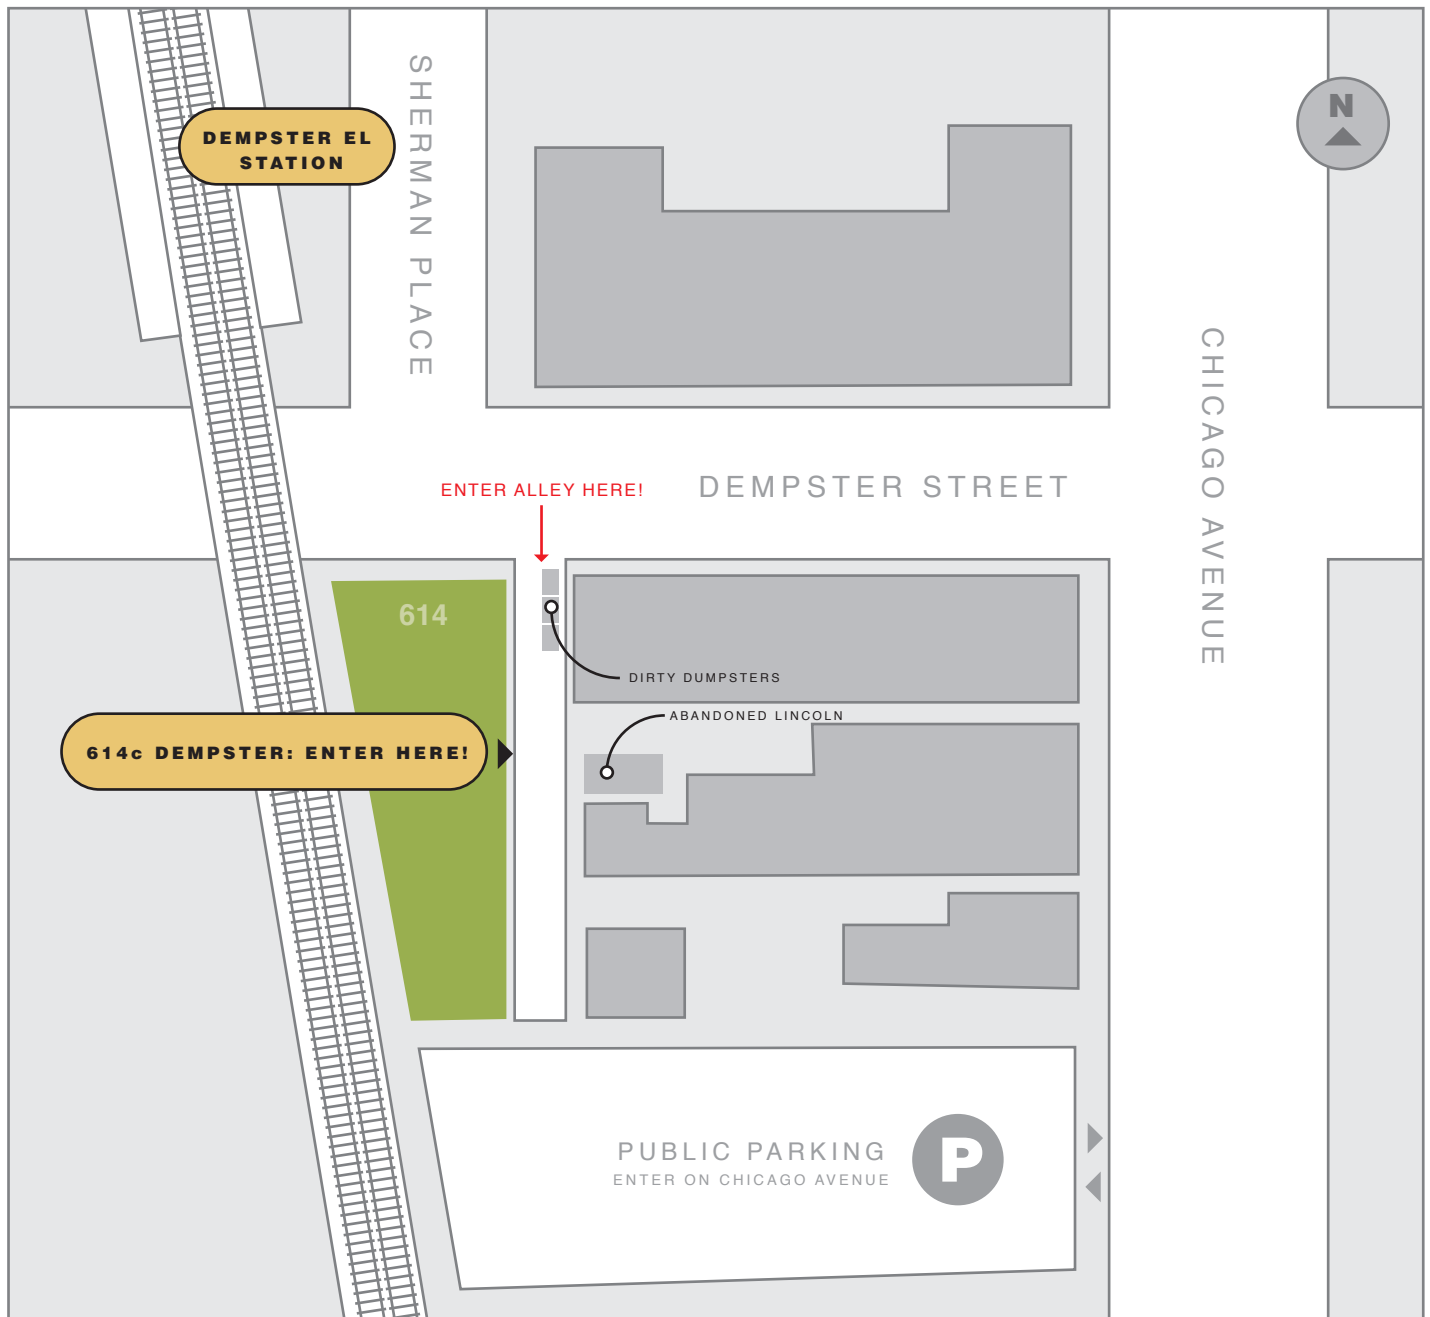 SHERMAN PLACE
N
DEMPSTER EL
STATION
CHICAGO AVENUE
ENTER ALLEY HERE!
DEMPSTER STREET
614
DIRTY DUMPSTERS
ABANDONED LINCOLN
614c DEMPSTER: ENTER HERE!
PUBLIC PARKING
ENTER ON CHICAGO AVENUE
P